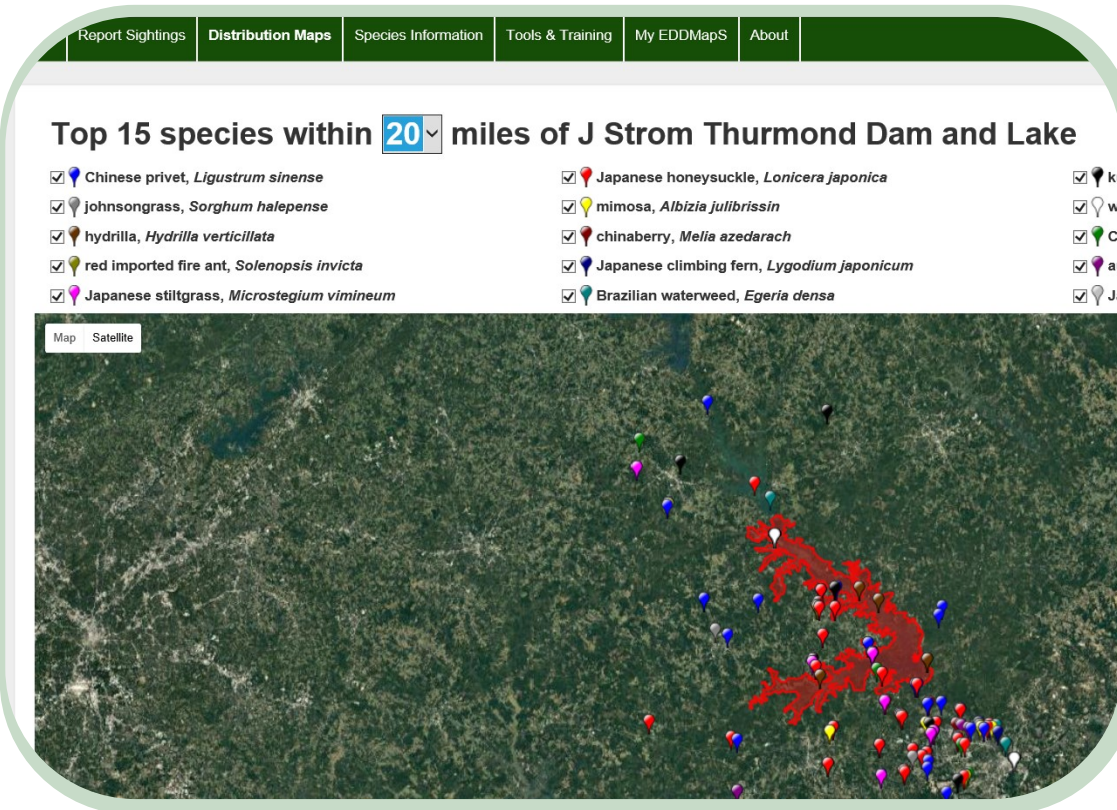 Report Sightings Distribution Maps Species Information Tools & Training My EDDMapS About
Top 15 species within 20 miles of J Strom Thurmond Dam and Lake
Chinese privet, Ligustrum sinense Japanese honeysuckle, Lonicera japonica
johnsongrass, Sorghum halepense mimosa, Albizia julibrissin
hydrilla, Hydrilla verticillata chinaberry, Melia azedarach
red imported fire ant, Solenopsis invicta Japanese climbing fern, Lygodium japonicum
Japanese stiltgrass, Microstegium vimineum Brazilian waterweed, Egeria densa
Map Satellite